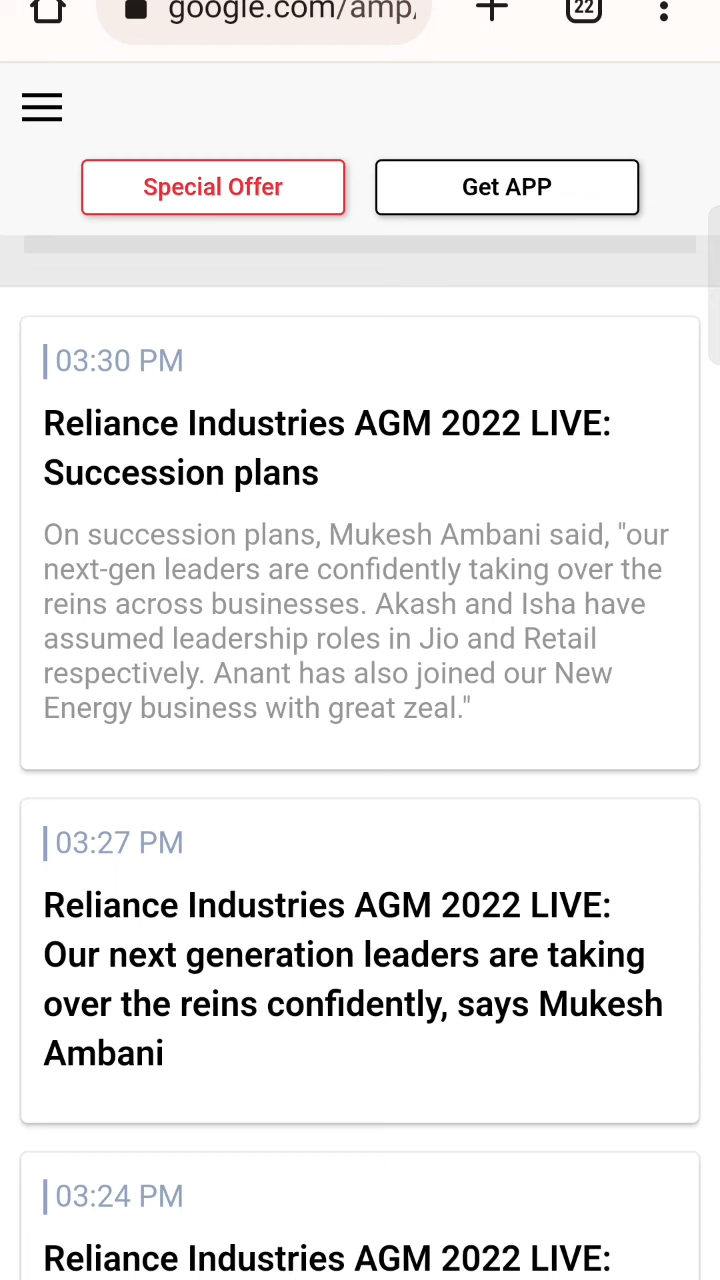 google.com/amp
22
Special Offer
Get APP
03:30 PM
Reliance Industries AGM 2022 LIVE:
Succession plans
On succession plans, Mukesh Ambani said, "our
next-gen leaders are confidently taking over the
reins across businesses. Akash and Isha have
assumed leadership roles in Jio and Retail
respectively. Anant has also joined our New
Energy business with great zeal."
03:27 PM
Reliance Industries AGM 2022 LIVE:
Our next generation leaders are taking
over the reins confidently, says Mukesh
Ambani
03:24 PM
Reliance Industries AGM 2022 LIVE: